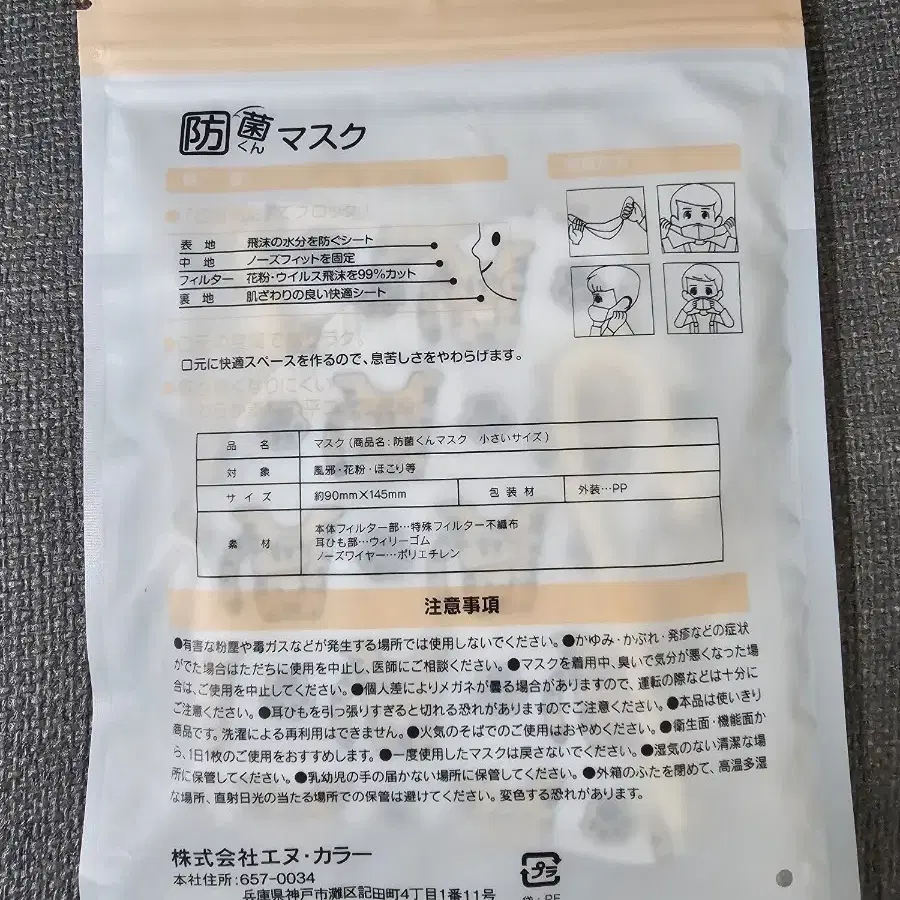 防菌くん マスク
表地 飛沫の水分を防ぐシート
中地 ノーズフィットを固定
フィルター 花粉・ウイルス飛沫を99%カット
裏地 肌ざわりの良い快適シート
口元に快適スペースを作るので、息苦しさをやわらげます。
品名 マスク(商品名:防菌くんマスク 小さいサイズ)
対象 風邪・花粉・ほこり等
サイズ 約90mm×145mm 包装材 外装…PP
本体フィルター部…特殊フィルター不織布
素材 耳ひも部…ウィリーゴム
ノーズワイヤー…ポリエチレン
注意事項
●有害な粉塵や毒ガスなどが発生する場所では使用しないでください。●かゆみ・かぶれ・発疹などの症状
がでた場合はただちに使用を中止し、医師にご相談ください。●マスクを着用中、臭いで気分が悪くなった場
合は、ご使用を中止してください。●個人差によりメガネが曇る場合がありますので、運転の際などは十分に
ご注意ください。●耳ひもを引っ張りすぎると切れる恐れがありますのでご注意ください。●本品は使いきり
商品です。洗濯による再利用はできません。●火気のそばでのご使用はおやめください。●衛生面・機能面か
ら、1日1枚のご使用をおすすめします。●一度使用したマスクは戻さないでください。●湿気のない清潔な場
所に保管してください。●乳幼児の手の届かない場所に保管してください。●外箱のふたを閉めて、高温多湿
な場所、直射日光の当たる場所での保管は避けてください。変色する恐れがあります。
株式会社エヌ・カラー
本社住所:657-0034
兵庫県神戸市灘区記田町4丁目1番11号
プラ
袋:PE